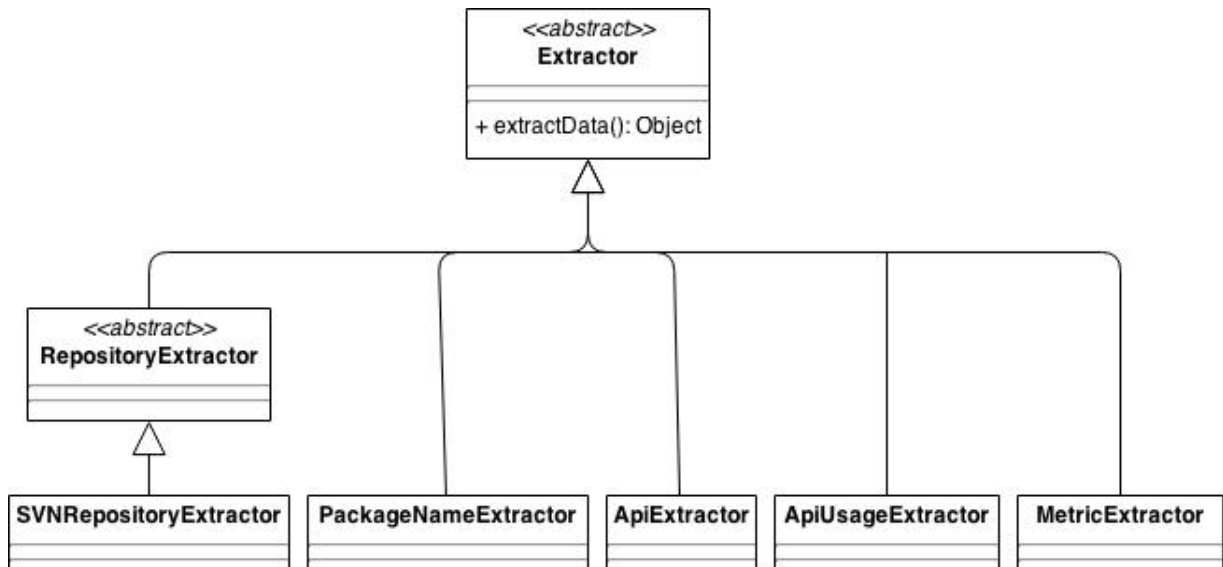 <<abstract>>
Extractor
+ extractData(): Object
<<abstract>>
RepositoryExtractor
SVNRepositoryExtractor
PackageNameExtractor
ApiExtractor
ApiUsageExtractor
MetricExtractor